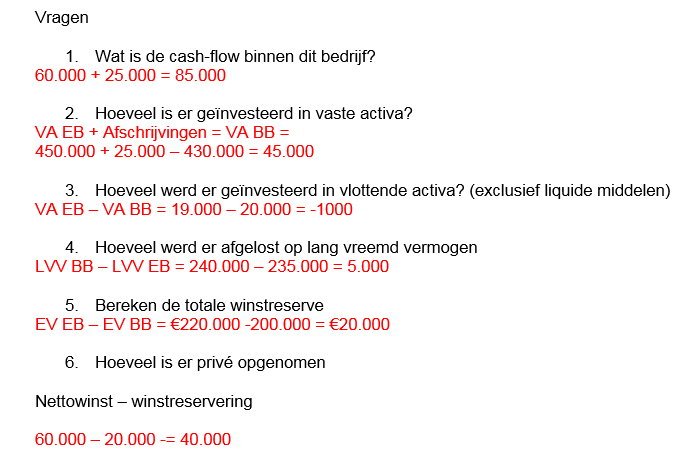 Vragen
1. Wat is de cash-flow binnen dit bedrijf?
60.000 + 25.000 = 85.000
2. Hoeveel is er geïnvesteerd in vaste activa?
VA EB + Afschrijvingen = VA BB =
450.000 + 25.000 – 430.000 = 45.000
3. Hoeveel werd er geïnvesteerd in vlottende activa? (exclusief liquide middelen)
VA EB – VA BB = 19.000 – 20.000 = -1000
4. Hoeveel werd er afgelost op lang vreemd vermogen
LVV BB – LVV EB = 240.000 – 235.000 = 5.000
5. Bereken de totale winstreserve
EV EB – EV BB = €220.000 -200.000 = €20.000
6. Hoeveel is er privé opgenomen
Nettowinst – winstreservering
60.000 – 20.000 -= 40.000